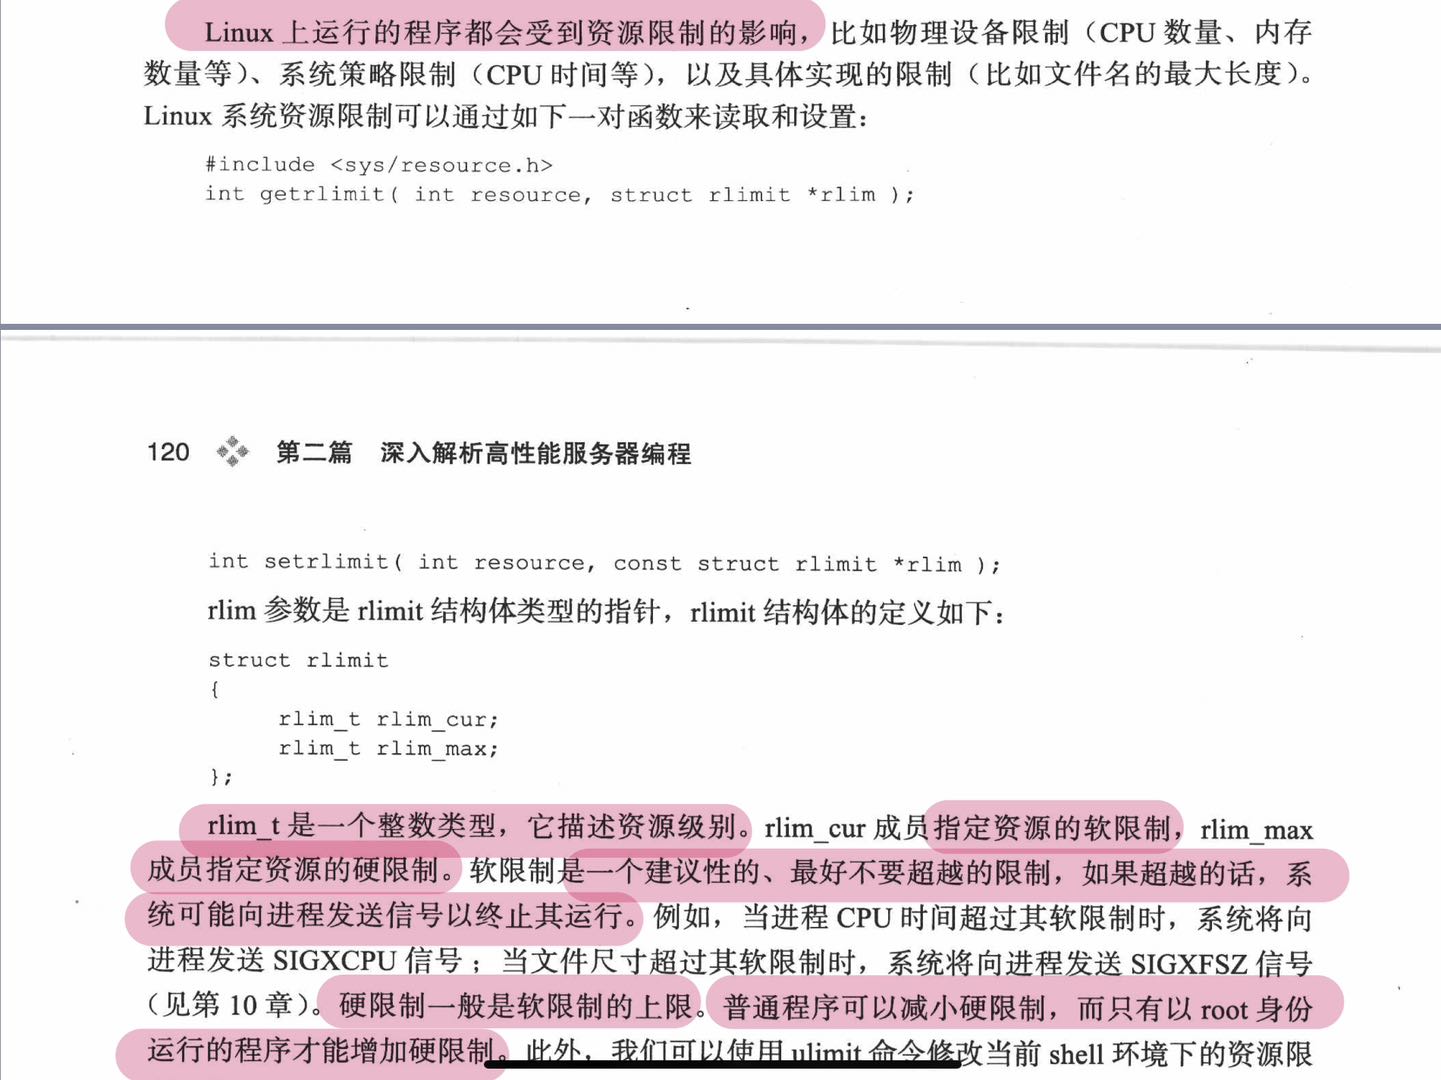 Linux 上运行的程序都会受到资源限制的影响，比如物理设备限制（CPU 数量、内存
数量等）、系统策略限制（CPU 时间等），以及具体实现的限制（比如文件名的最大长度）。
Linux 系统资源限制可以通过如下一对函数来读取和设置：
#include <sys/resource.h>
int getrlimit( int resource, struct rlimit *rlim );
120 第二篇 深入解析高性能服务器编程
int setrlimit( int resource, const struct rlimit *rlim );
rlim 参数是 rlimit 结构体类型的指针，rlimit 结构体的定义如下：
struct rlimit
{
rlim_t rlim_cur;
rlim_t rlim_max;
};
rlim_t 是一个整数类型，它描述资源级别。rlim_cur 成员指定资源的软限制，rlim_max
成员指定资源的硬限制。软限制是一个建议性的、最好不要超越的限制，如果超越的话，系
统可能向进程发送信号以终止其运行。例如，当进程 CPU 时间超过其软限制时，系统将向
进程发送 SIGXCPU 信号；当文件尺寸超过其软限制时，系统将向进程发送 SIGXFSZ 信号
（见第 10 章）。硬限制一般是软限制的上限。普通程序可以减小硬限制，而只有以 root 身份
运行的程序才能增加硬限制。此外，我们可以使用 ulimit 命令修改当前 shell 环境下的资源限